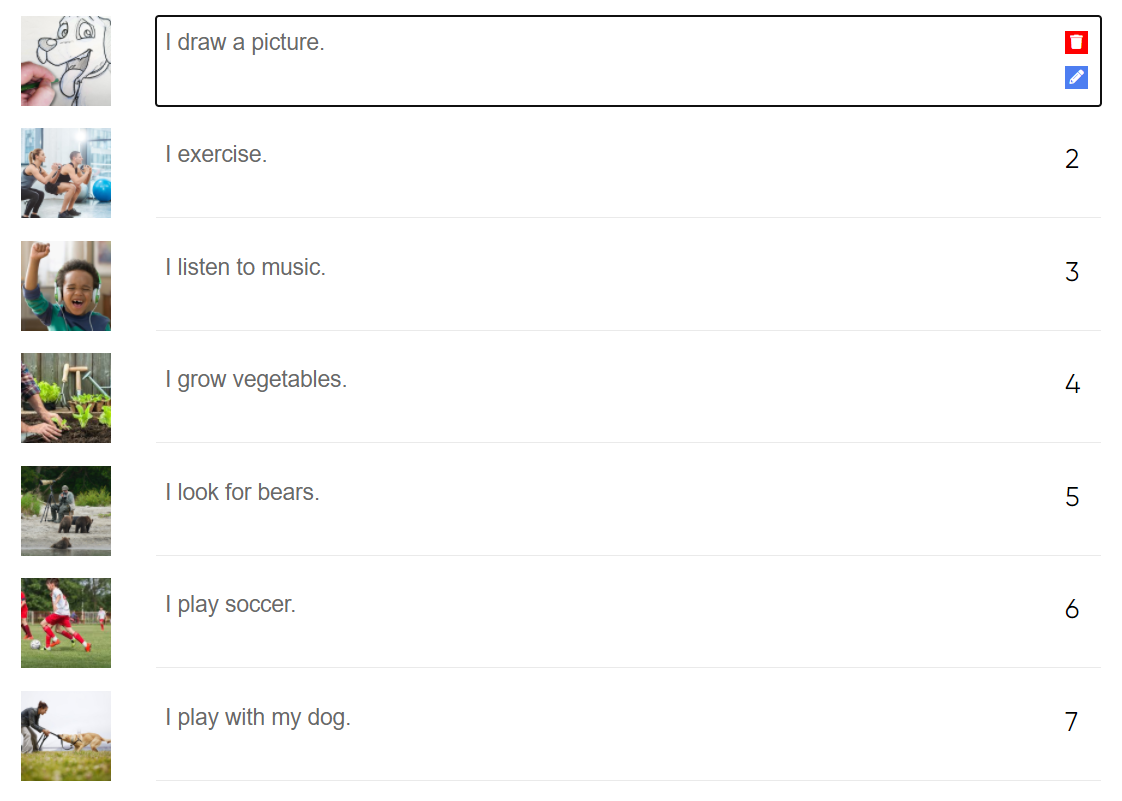 I draw a picture.
I exercise.
2
I listen to music.
3
I grow vegetables.
4
I look for bears.
5
I play soccer.
6
I play with my dog.
7